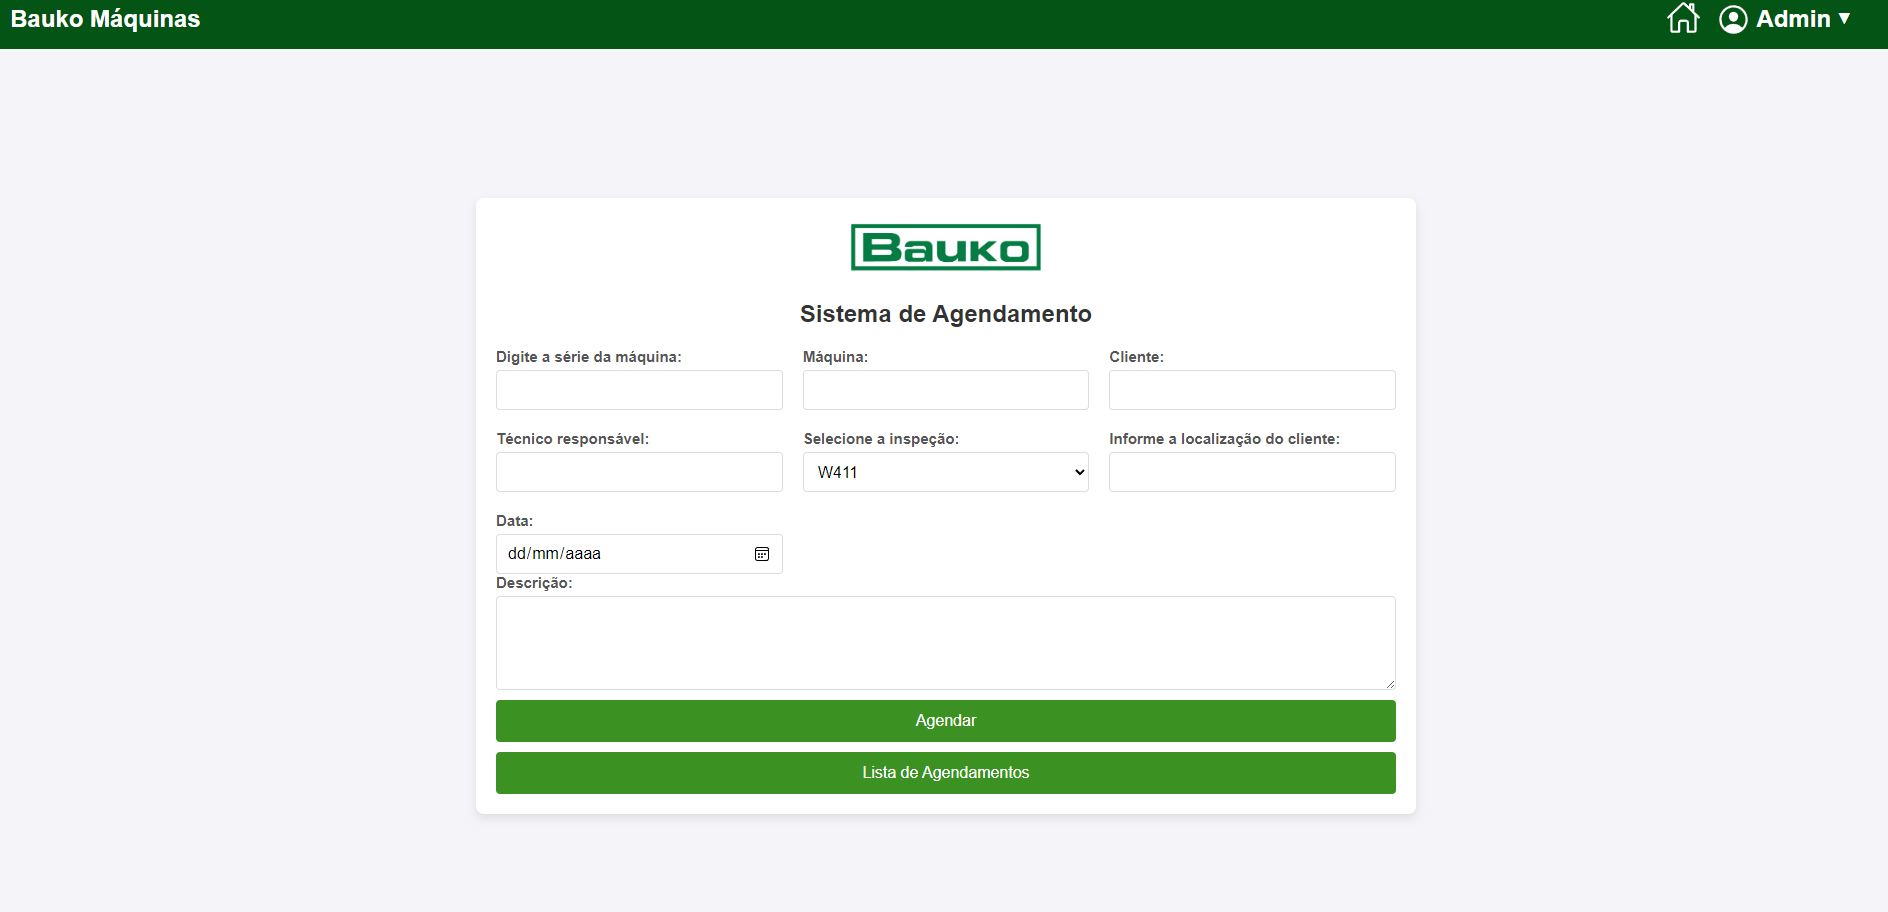 Bauko Máquinas
Admin ▼
Bauko
Sistema de Agendamento
Digite a série da máquina: Máquina: Cliente:
Técnico responsável: Selecione a inspeção: Informe a localização do cliente:
W411
Data:
dd/mm/aaaa
Descrição:
Agendar
Lista de Agendamentos